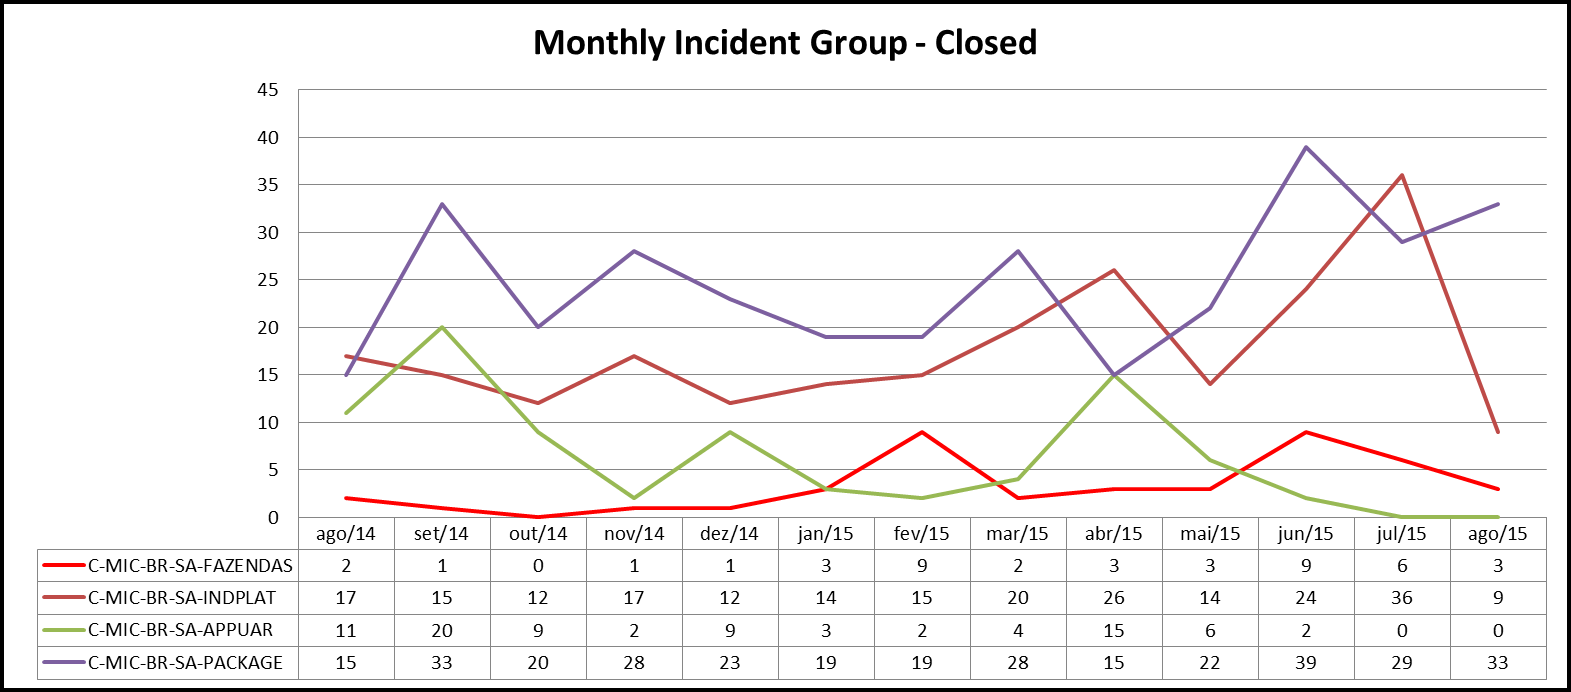 Monthly Incident Group - Closed
45
40
35
30
25
20
15
10
5
0
ago/14 set/14 out/14 nov/14 dez/14 jan/15 fev/15 mar/15 abr/15 mai/15 jun/15 jul/15 ago/15
C-MIC-BR-SA-FAZENDAS 2 1 0 1 1 3 9 2 3 3 9 6 3
C-MIC-BR-SA-INDPLAT 17 15 12 17 12 14 15 20 26 14 24 36 9
C-MIC-BR-SA-APPUAR 11 20 9 2 9 3 2 4 15 6 2 0 0
C-MIC-BR-SA-PACKAGE 15 33 20 28 23 19 19 28 15 22 39 29 33